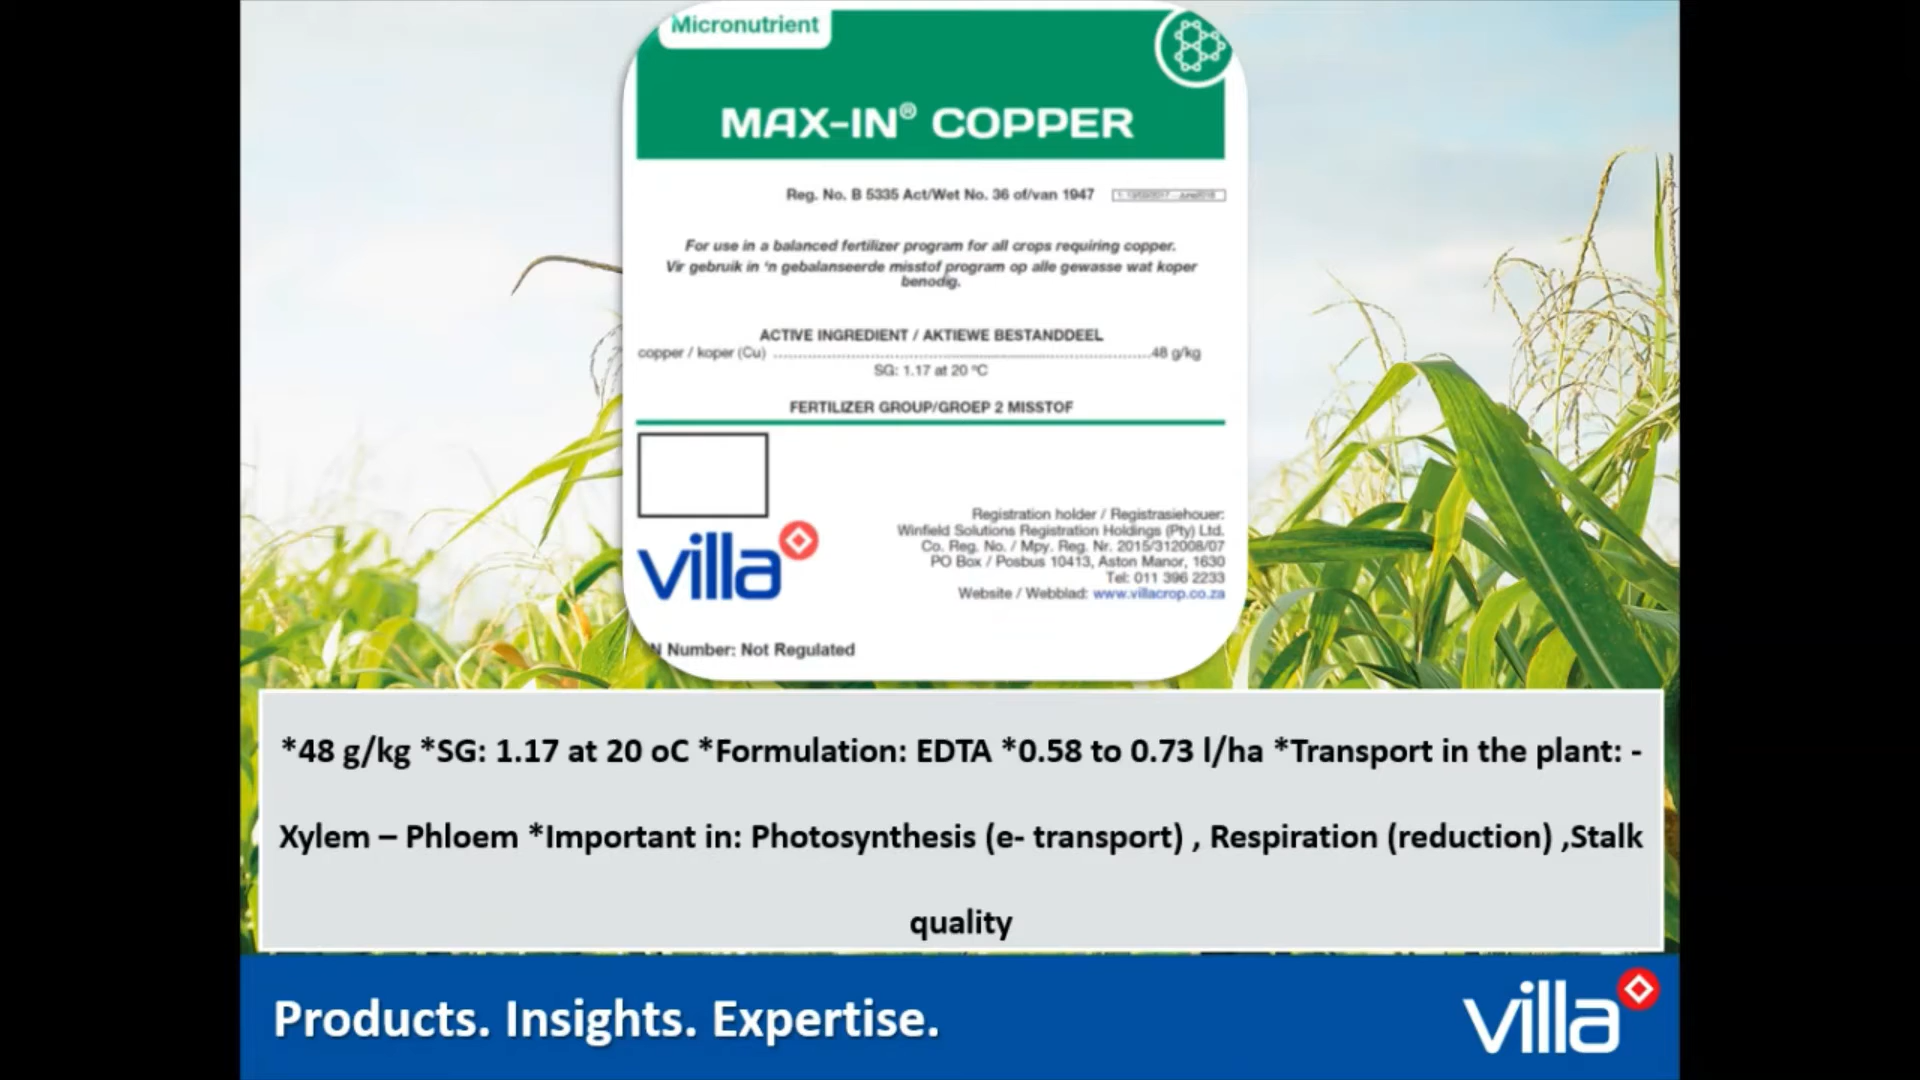 Micronutrient
MAX-IN® COPPER
Reg. No. B 5335 Act/Wet No. 36 of/van 1947
For use in a balanced fertilizer program for all crops requiring copper.
Vir gebruik in 'n gebalanseerde misstof program op alle gewasse wat koper
benodig.
ACTIVE INGREDIENT / AKTIEWE BESTANDDEEL
copper / koper (Cu) ........................................48 g/kg
SG: 1.17 at 20 °C
FERTILIZER GROUP/GROEP 2 MISSTOF
villa
Registration holder / Registrasiehouer:
Winfield Solutions Registration Holdings (Pty) Ltd.
Co. Reg. No. / Mpy. Reg. Nr. 2015/312008/07
PO Box / Posbus 10413, Aston Manor, 1630
Tel: 011 396 2233
Website / Webblad: www.villacrop.co.za
N Number: Not Regulated
*48 g/kg *SG: 1.17 at 20 oC *Formulation: EDTA *0.58 to 0.73 l/ha *Transport in the plant: -
Xylem – Phloem *Important in: Photosynthesis (e- transport) , Respiration (reduction) ,Stalk
quality
Products. Insights. Expertise.
villa